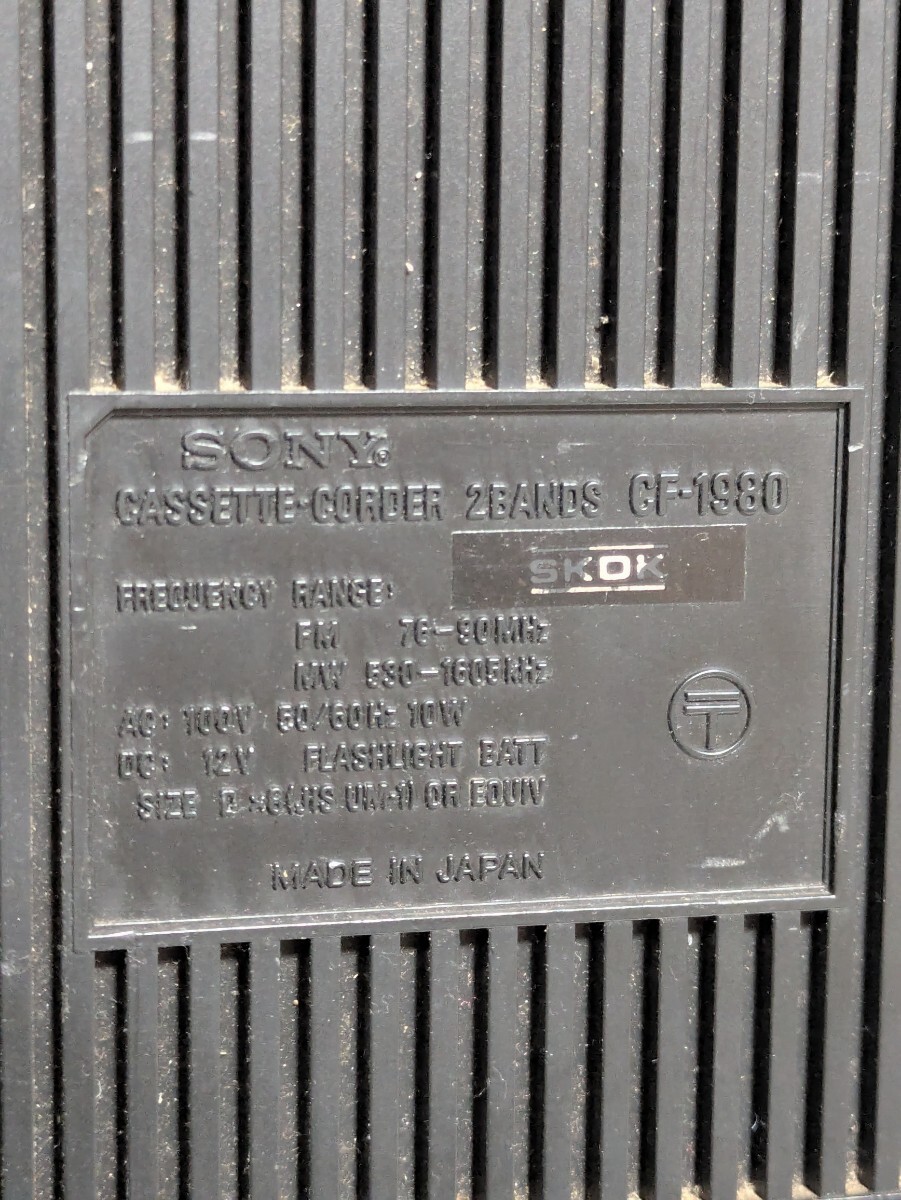 SONY®
CASSETTE-CORDER 2BANDS CF-1980
SKOK
FREQUENCY RANGE:
FM 76-90MHz
MW 530-1605kHz
AC: 100V 50/60Hz 10W
DC: 12V FLASHLIGHT BATT
SIZE D ×8(JIS UM-1) OR EQUIV
MADE IN JAPAN